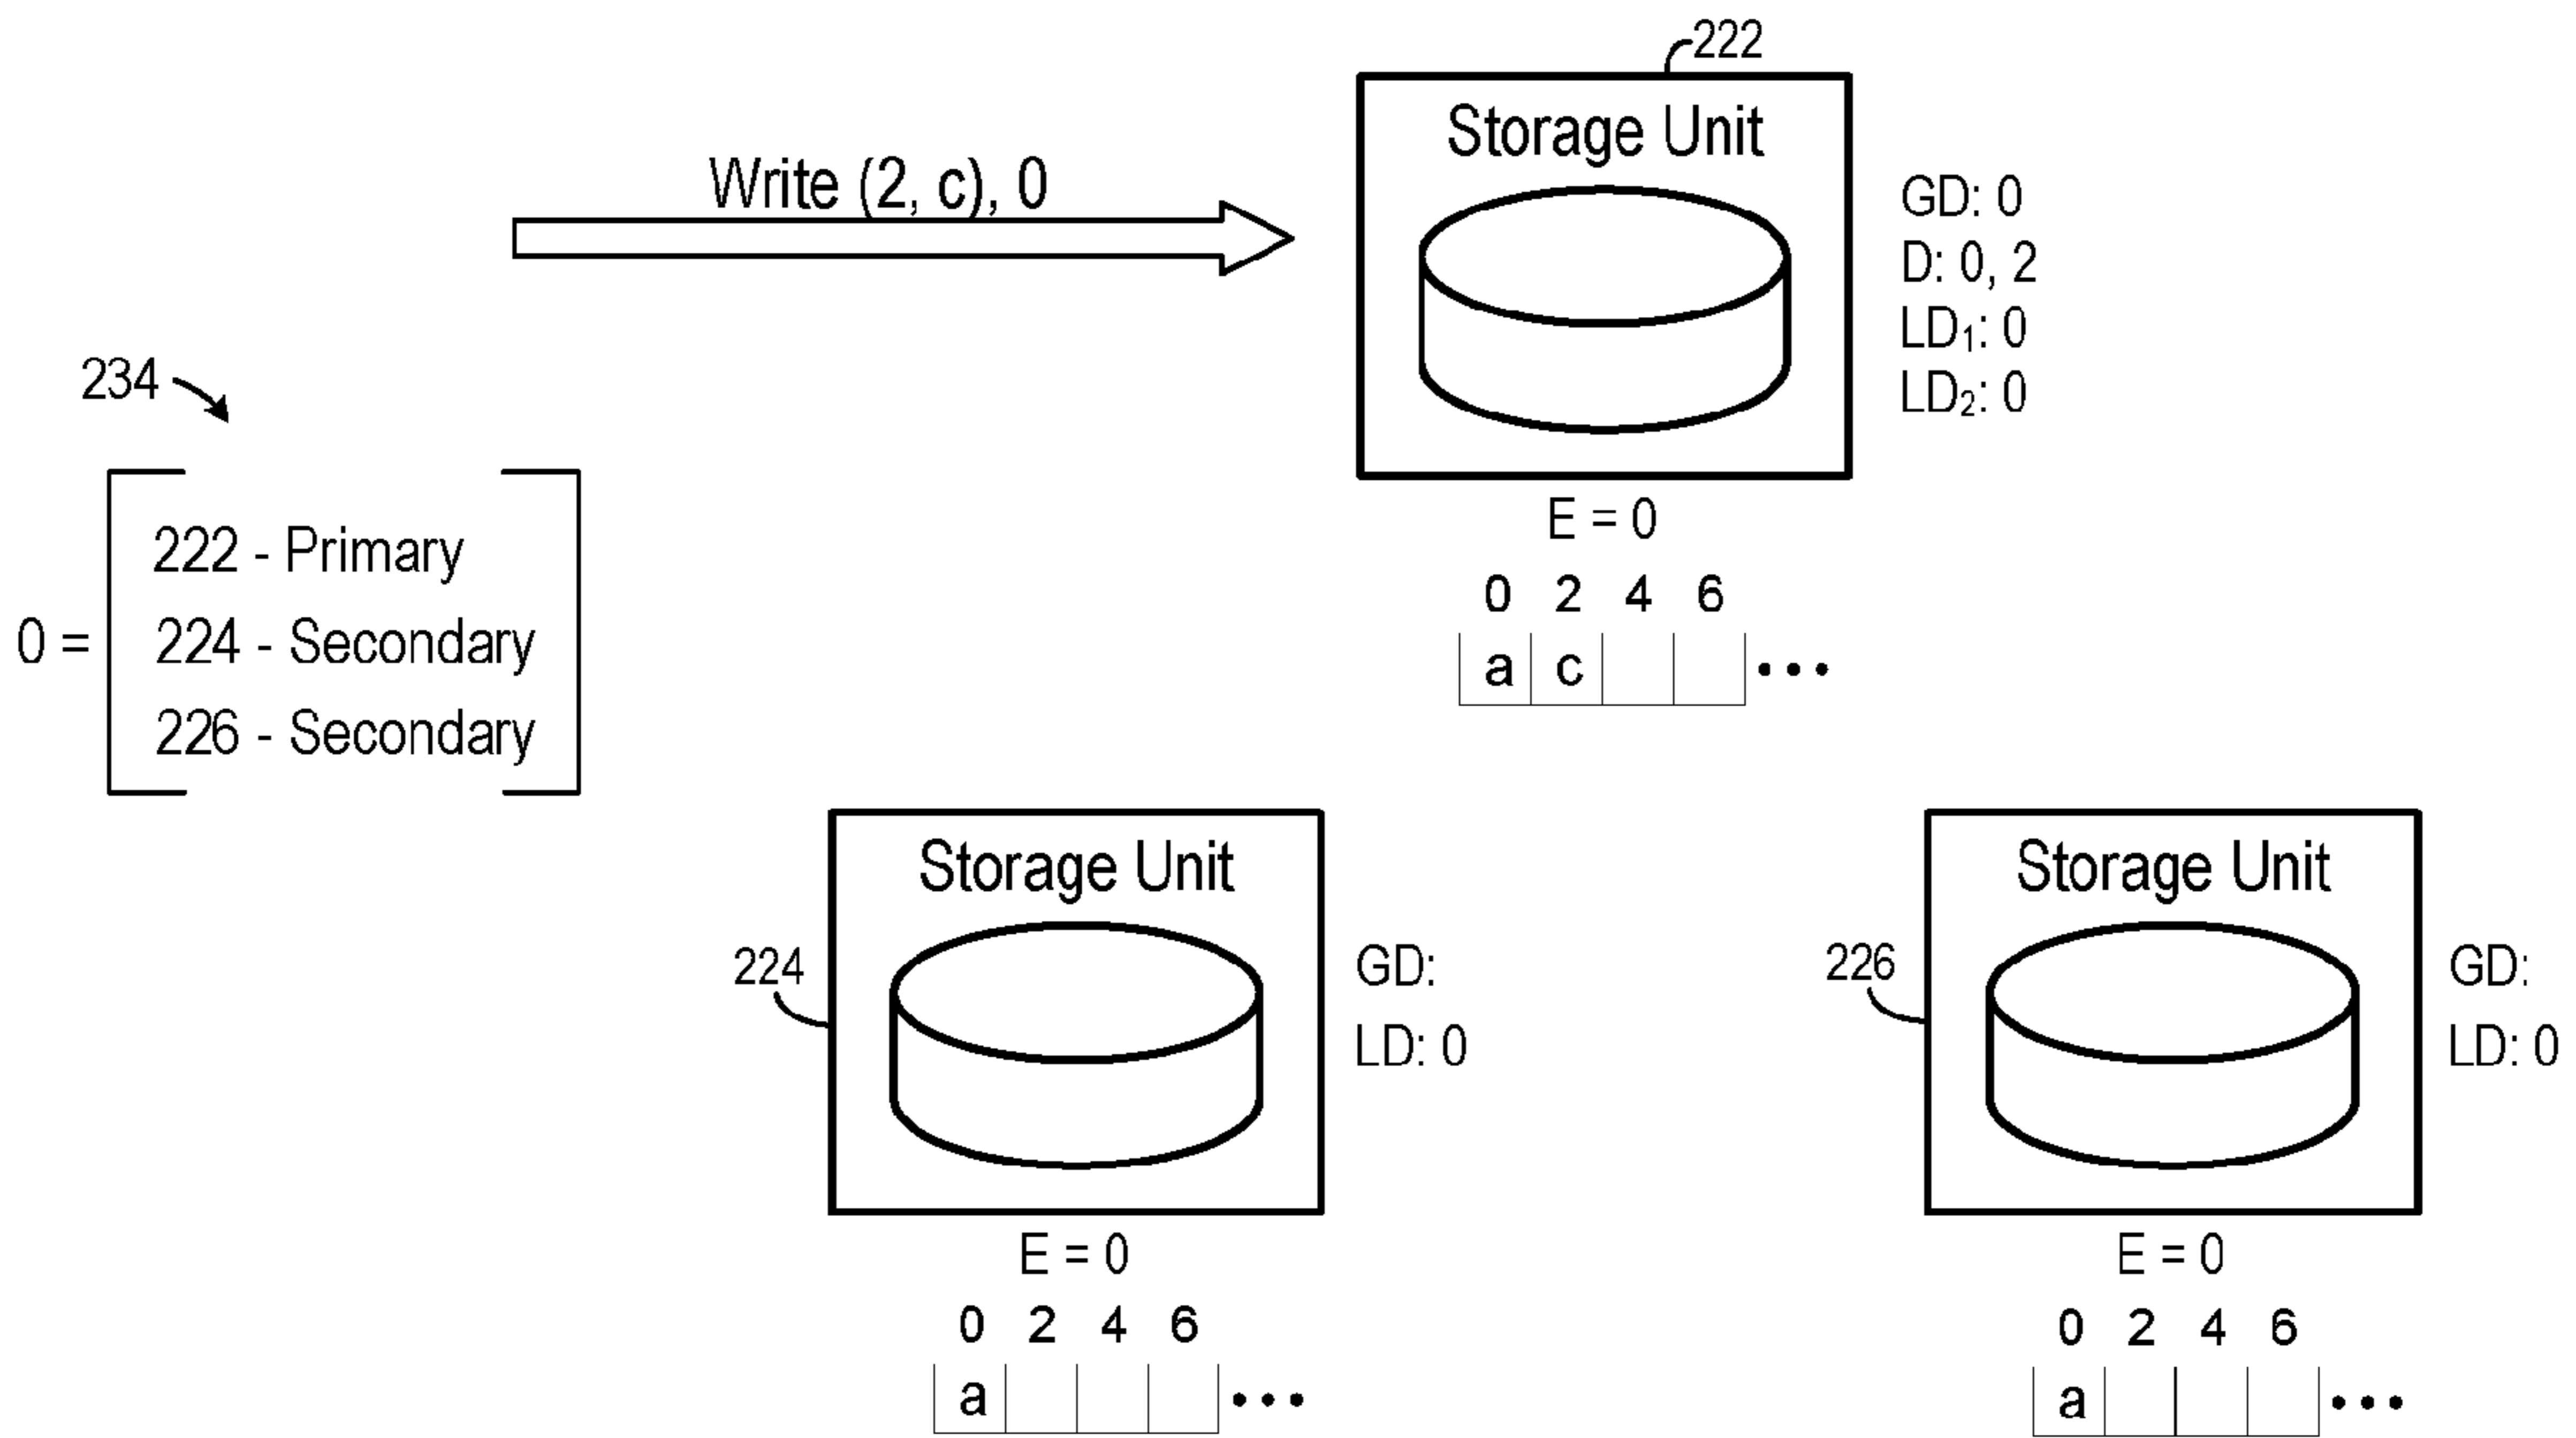 222
Storage Unit
Write (2, c), 0
GD: 0
D: 0, 2
LD₁: 0
LD₂: 0
234
E = 0
0 2 4 6
a c •••
0 =
222 - Primary
224 - Secondary
226 - Secondary
Storage Unit
224
GD:
LD: 0
E = 0
0 2 4 6
a •••
Storage Unit
226
GD:
LD: 0
E = 0
0 2 4 6
a •••